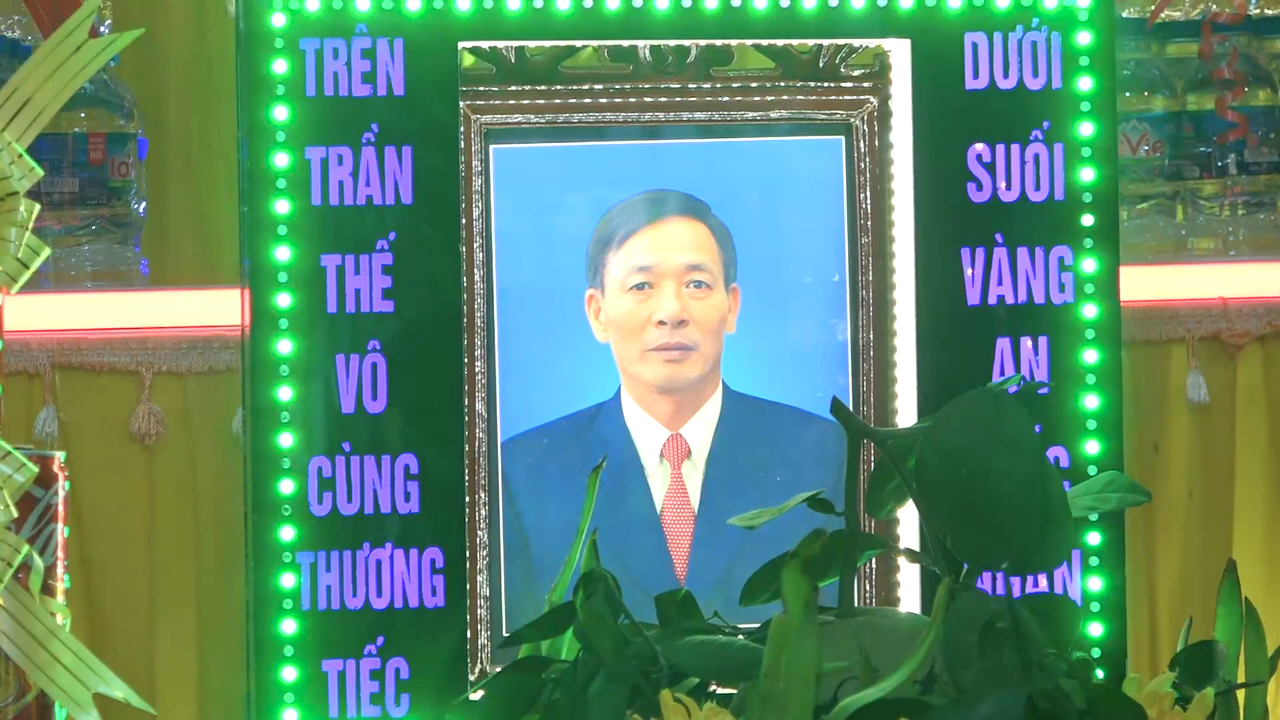 TRÊN
TRẦN
THẾ
VÔ
CÙNG
THƯƠNG
TIẾC
DƯỚI
SUỐI
VÀNG
AN